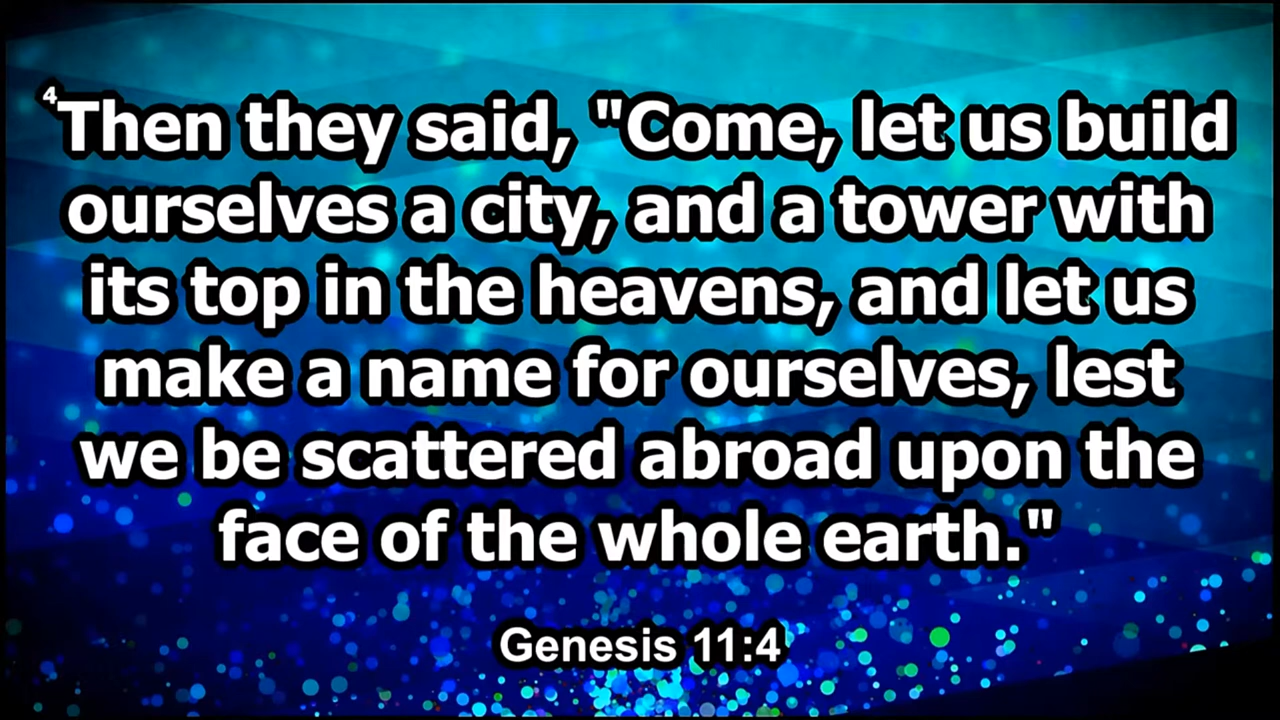 4Then they said, "Come, let us build
ourselves a city, and a tower with
its top in the heavens, and let us
make a name for ourselves, lest
we be scattered abroad upon the
face of the whole earth."
Genesis 11:4